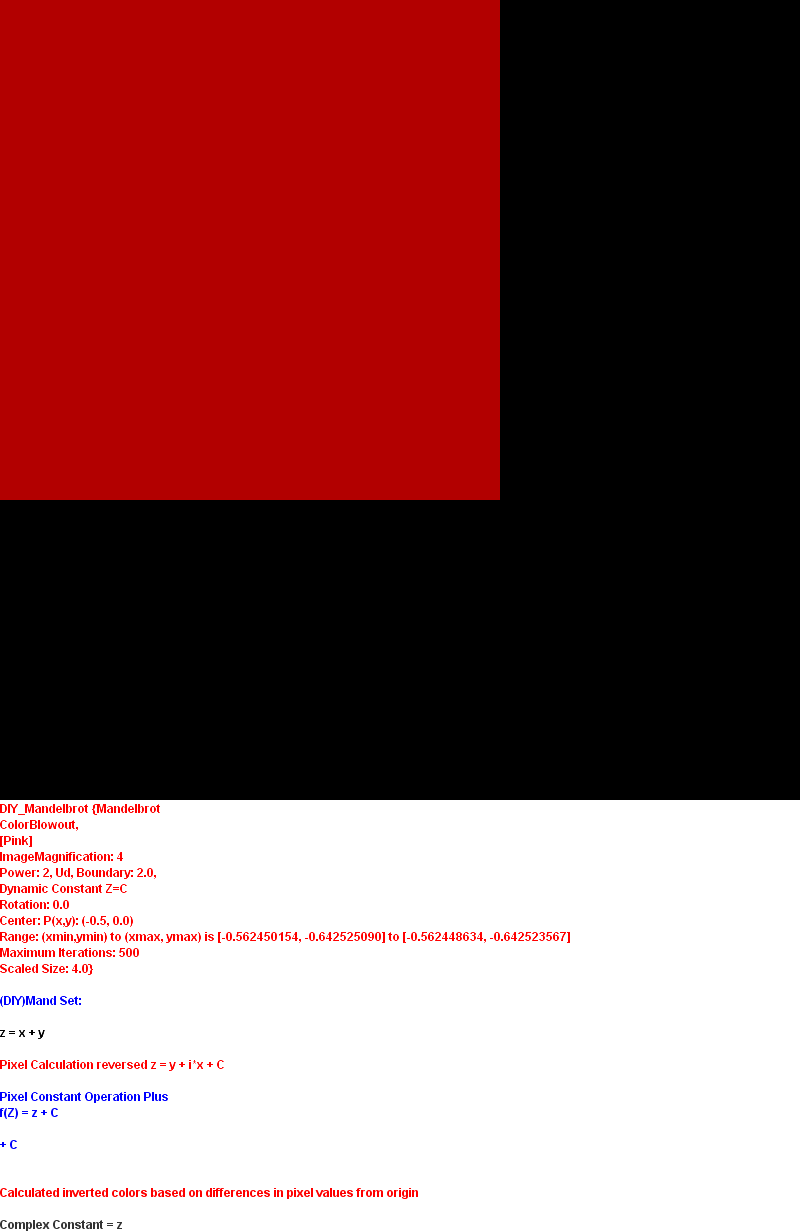 DIY_Mandelbrot {Mandelbrot
ColorBlowout,
[Pink]
ImageMagnification: 4
Power: 2, Ud, Boundary: 2.0,
Dynamic Constant Z=C
Rotation: 0.0
Center: P(x,y): (-0.5, 0.0)
Range: (xmin,ymin) to (xmax, ymax) is [-0.562450154, -0.642525090] to [-0.562448634, -0.642523567]
Maximum Iterations: 500
Scaled Size: 4.0}
(DIY)Mand Set:
z = x + y
Pixel Calculation reversed z = y + i*x + C
Pixel Constant Operation Plus
f(Z) = z + C
+ C
Calculated inverted colors based on differences in pixel values from origin
Complex Constant = z